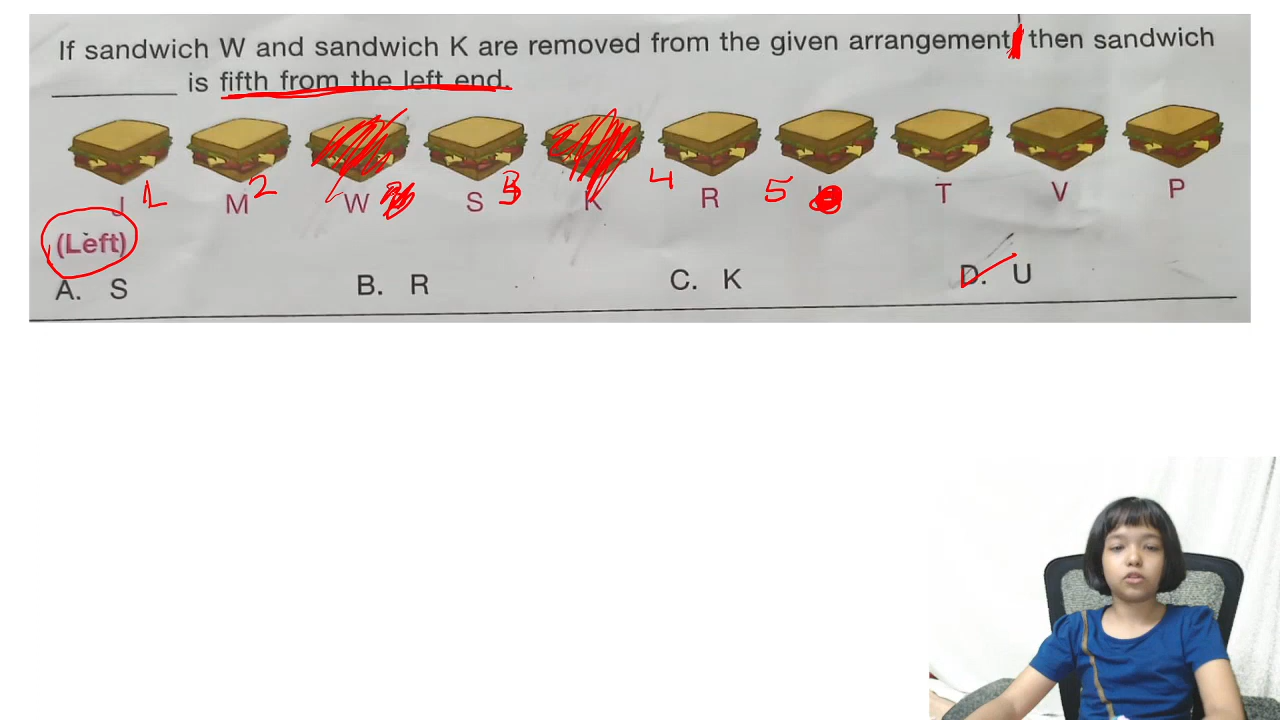 If sandwich W and sandwich K are removed from the given arrangement, then sandwich
is fifth from the left end.
1 2 3 4 5
J M W S K R T V P
(Left)
A. S B. R C. K D. U